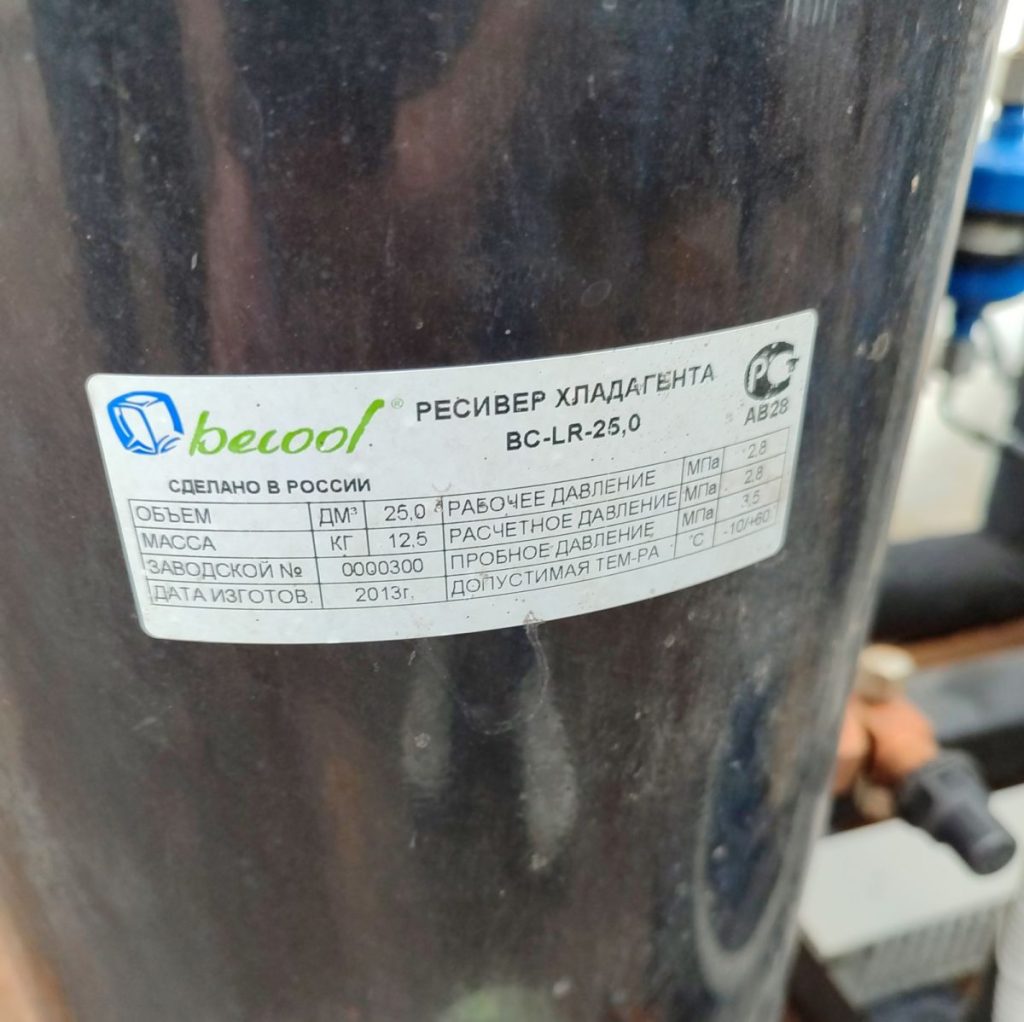 becool® РЕСИВЕР ХЛАДАГЕНТА
BC-LR-25,0
РСТ
АВ28
СДЕЛАНО В РОССИИ
ОБЪЕМ ДМ³ 25,0 РАБОЧЕЕ ДАВЛЕНИЕ МПа 2,8
МАССА КГ 12,5 РАСЧЕТНОЕ ДАВЛЕНИЕ МПа 2,8
ЗАВОДСКОЙ № 0000300 ПРОБНОЕ ДАВЛЕНИЕ МПа 3,5
ДАТА ИЗГОТОВ. 2013г. ДОПУСТИМАЯ ТЕМ-РА °С -10/+60